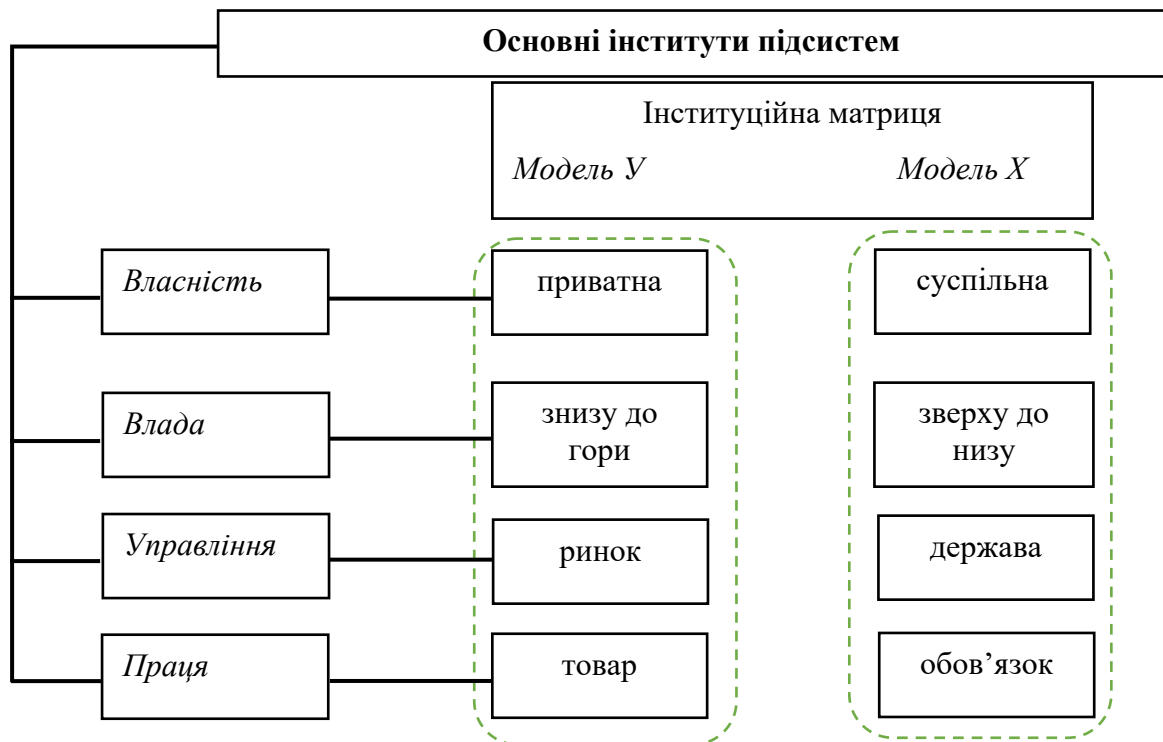 Основні інститути підсистем
Інституційна матриця
Модель У Модель Х
Власність приватна суспільна
Влада
знизу до
гори
зверху до
низу
Управління ринок держава
Праця товар обов’язок